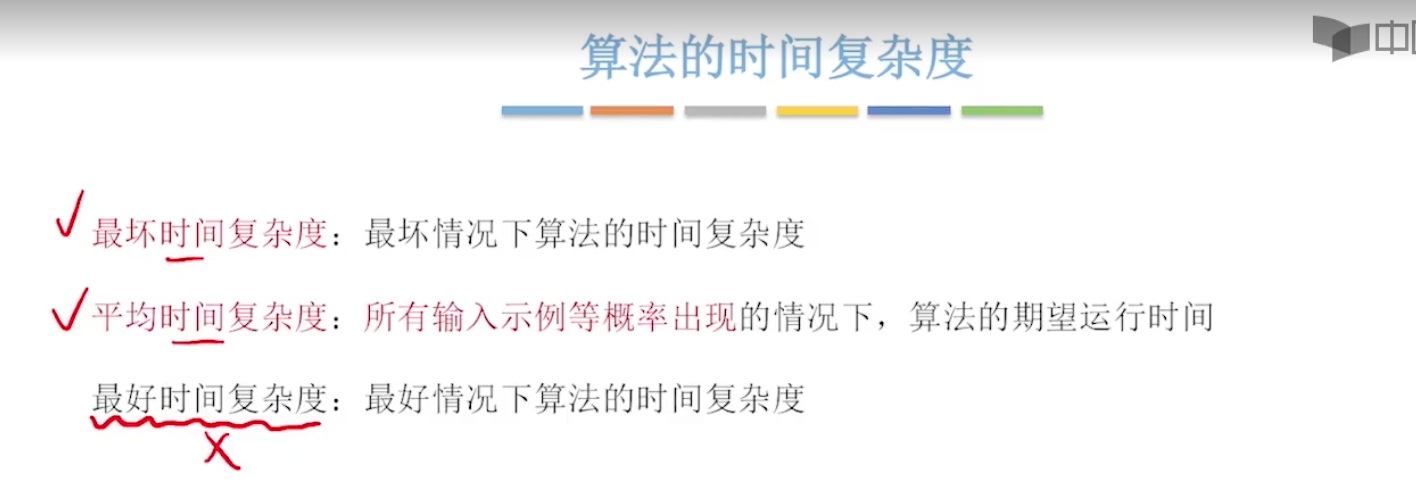 算法的时间复杂度
最坏时间复杂度：最坏情况下算法的时间复杂度
平均时间复杂度：所有输入示例等概率出现的情况下，算法的期望运行时间
最好时间复杂度：最好情况下算法的时间复杂度